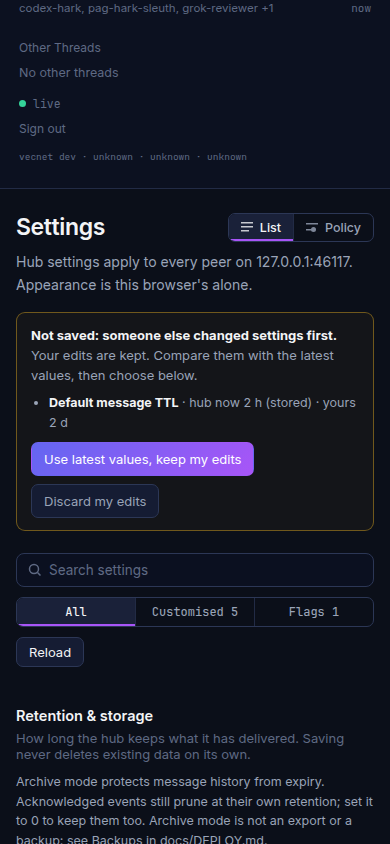 codex-hark, pag-hark-sleuth, grok-reviewer +1 now
Other Threads
No other threads
live
Sign out
vecnet dev · unknown · unknown · unknown
Settings
List
Policy
Hub settings apply to every peer on 127.0.0.1:46117.
Appearance is this browser's alone.
Not saved: someone else changed settings first.
Your edits are kept. Compare them with the latest
values, then choose below.
• Default message TTL · hub now 2 h (stored) · yours
2 d
Use latest values, keep my edits
Discard my edits
Search settings
All
Customised 5
Flags 1
Reload
Retention & storage
How long the hub keeps what it has delivered. Saving
never deletes existing data on its own.
Archive mode protects message history from expiry.
Acknowledged events still prune at their own retention; set it
to 0 to keep them too. Archive mode is not an export or a
backup: see Backups in docs/DEPLOY.md.